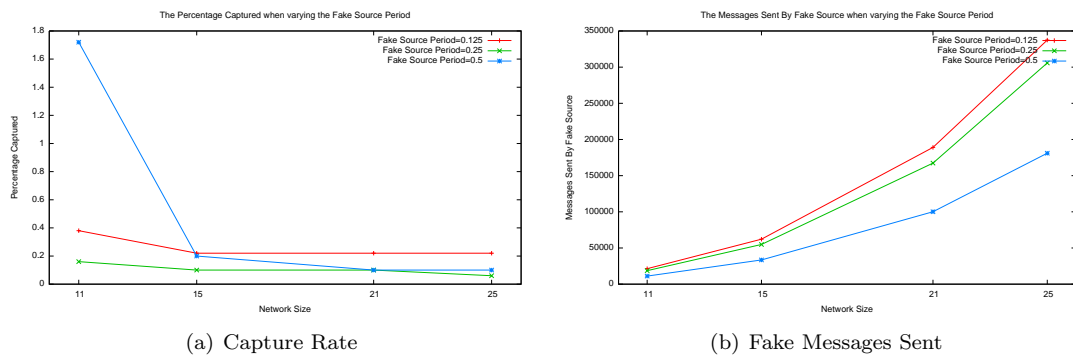 The Percentage Captured when varying the Fake Source Period
Percentage Captured
1.8
1.6
1.4
1.2
1
0.8
0.6
0.4
0.2
0
Fake Source Period=0.125
Fake Source Period=0.25
Fake Source Period=0.5
11 15 21 25
Network Size
(a) Capture Rate
The Messages Sent By Fake Source when varying the Fake Source Period
Messages Sent By Fake Source
350000
300000
250000
200000
150000
100000
50000
0
Fake Source Period=0.125
Fake Source Period=0.25
Fake Source Period=0.5
11 15 21 25
Network Size
(b) Fake Messages Sent